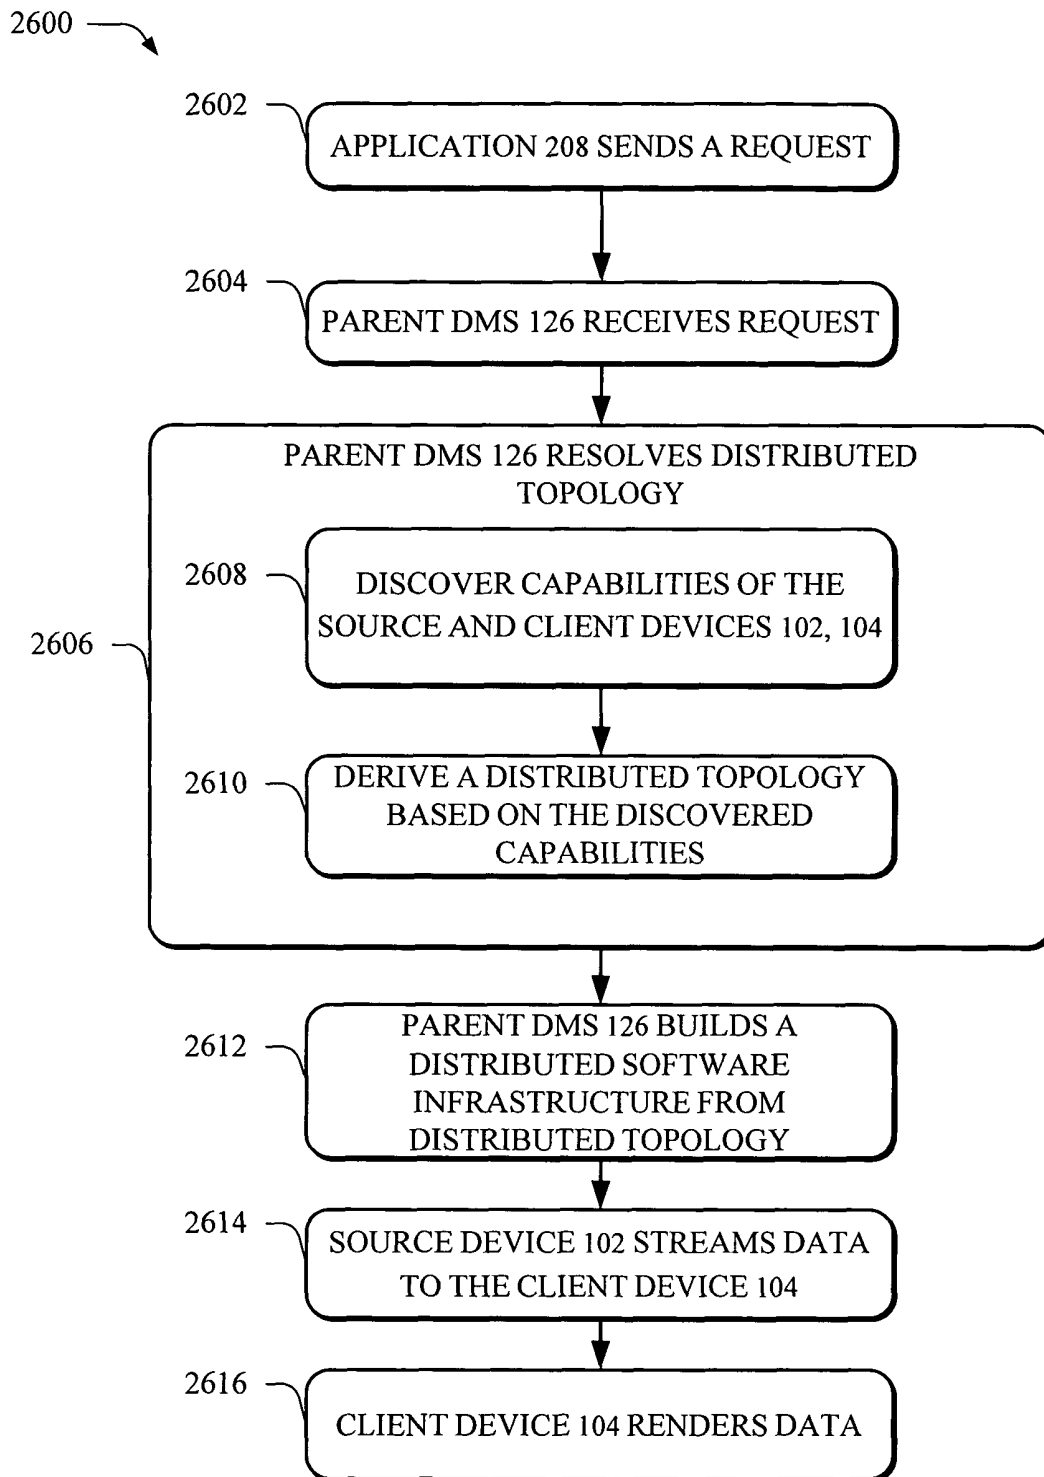 2600
2602
APPLICATION 208 SENDS A REQUEST
2604
PARENT DMS 126 RECEIVES REQUEST
2606
PARENT DMS 126 RESOLVES DISTRIBUTED
TOPOLOGY
2608
DISCOVER CAPABILITIES OF THE
SOURCE AND CLIENT DEVICES 102, 104
2610
DERIVE A DISTRIBUTED TOPOLOGY
BASED ON THE DISCOVERED
CAPABILITIES
2612
PARENT DMS 126 BUILDS A
DISTRIBUTED SOFTWARE
INFRASTRUCTURE FROM
DISTRIBUTED TOPOLOGY
2614
SOURCE DEVICE 102 STREAMS DATA
TO THE CLIENT DEVICE 104
2616
CLIENT DEVICE 104 RENDERS DATA